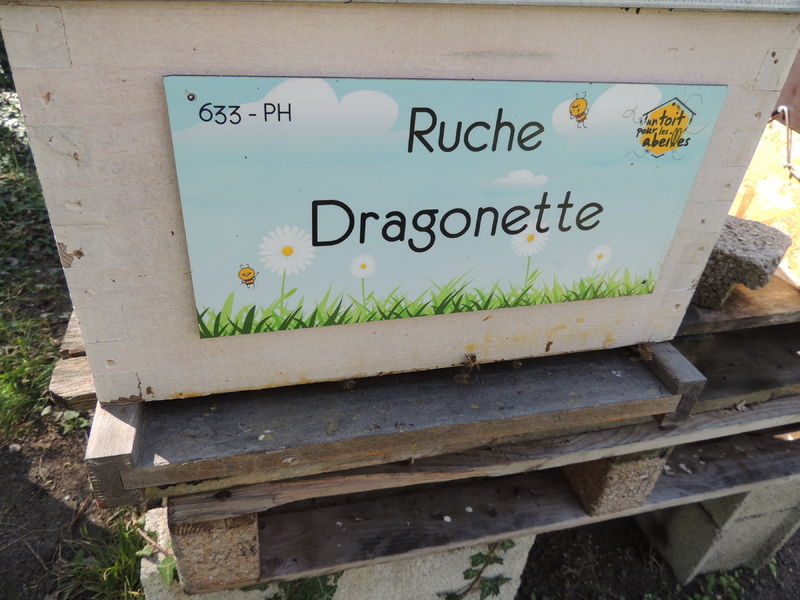 633 - PH
Ruche
Dragonette
un toit
pour les
abeilles